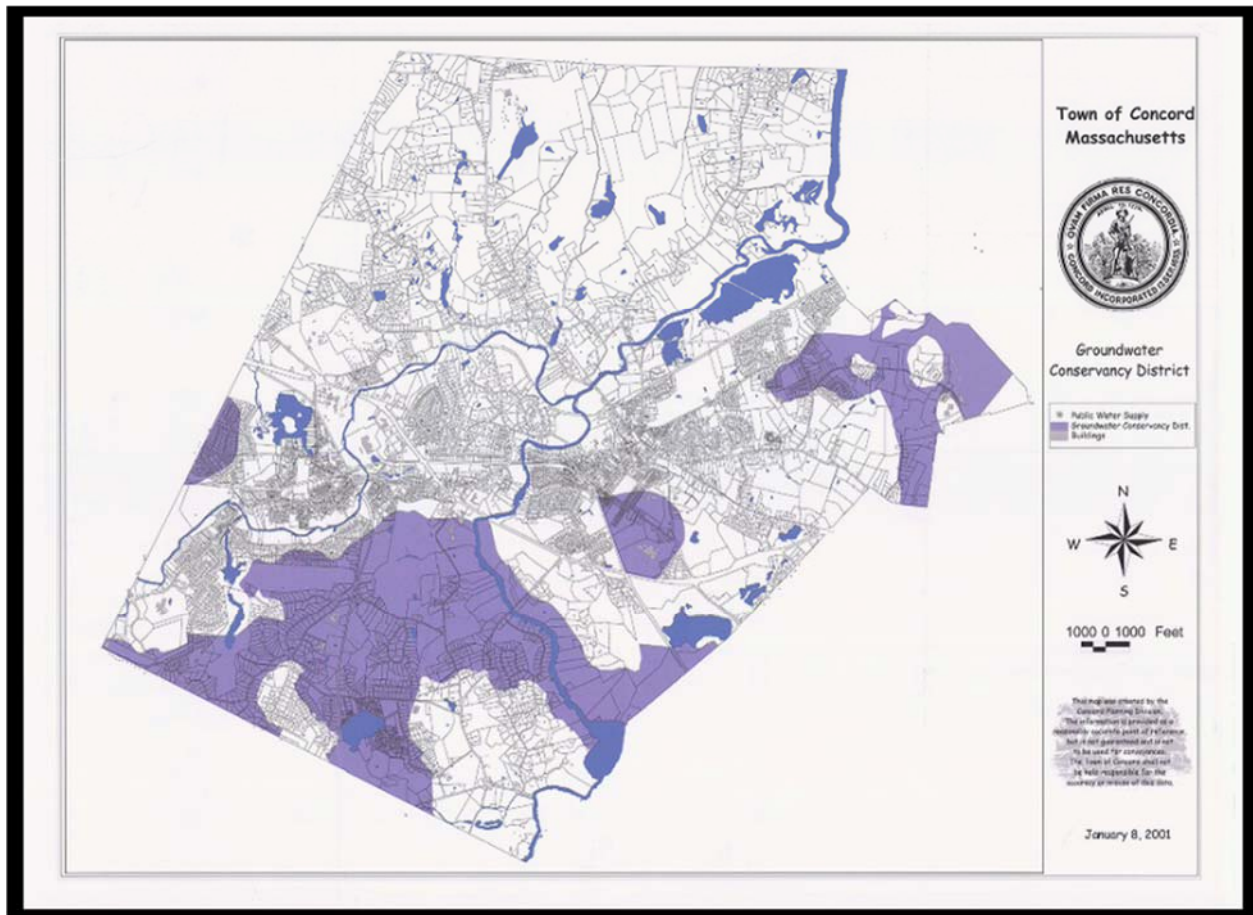 Town of Concord
Massachusetts
QVAM FIRMA RES CONCORDIA
CONCORD INCORPORATED
Groundwater
Conservancy District
Public Water Supply
Groundwater Conservancy Dist.
Buildings
N
W E
S
1000 0 1000 Feet
This map was created by the
Concord Planning Division.
The information is provided as a
reasonably accurate point of reference,
but is not guaranteed and is not
to be used for conveyances.
The Town of Concord shall not
be held responsible for the
accuracy or misuse of this data.
January 8, 2001